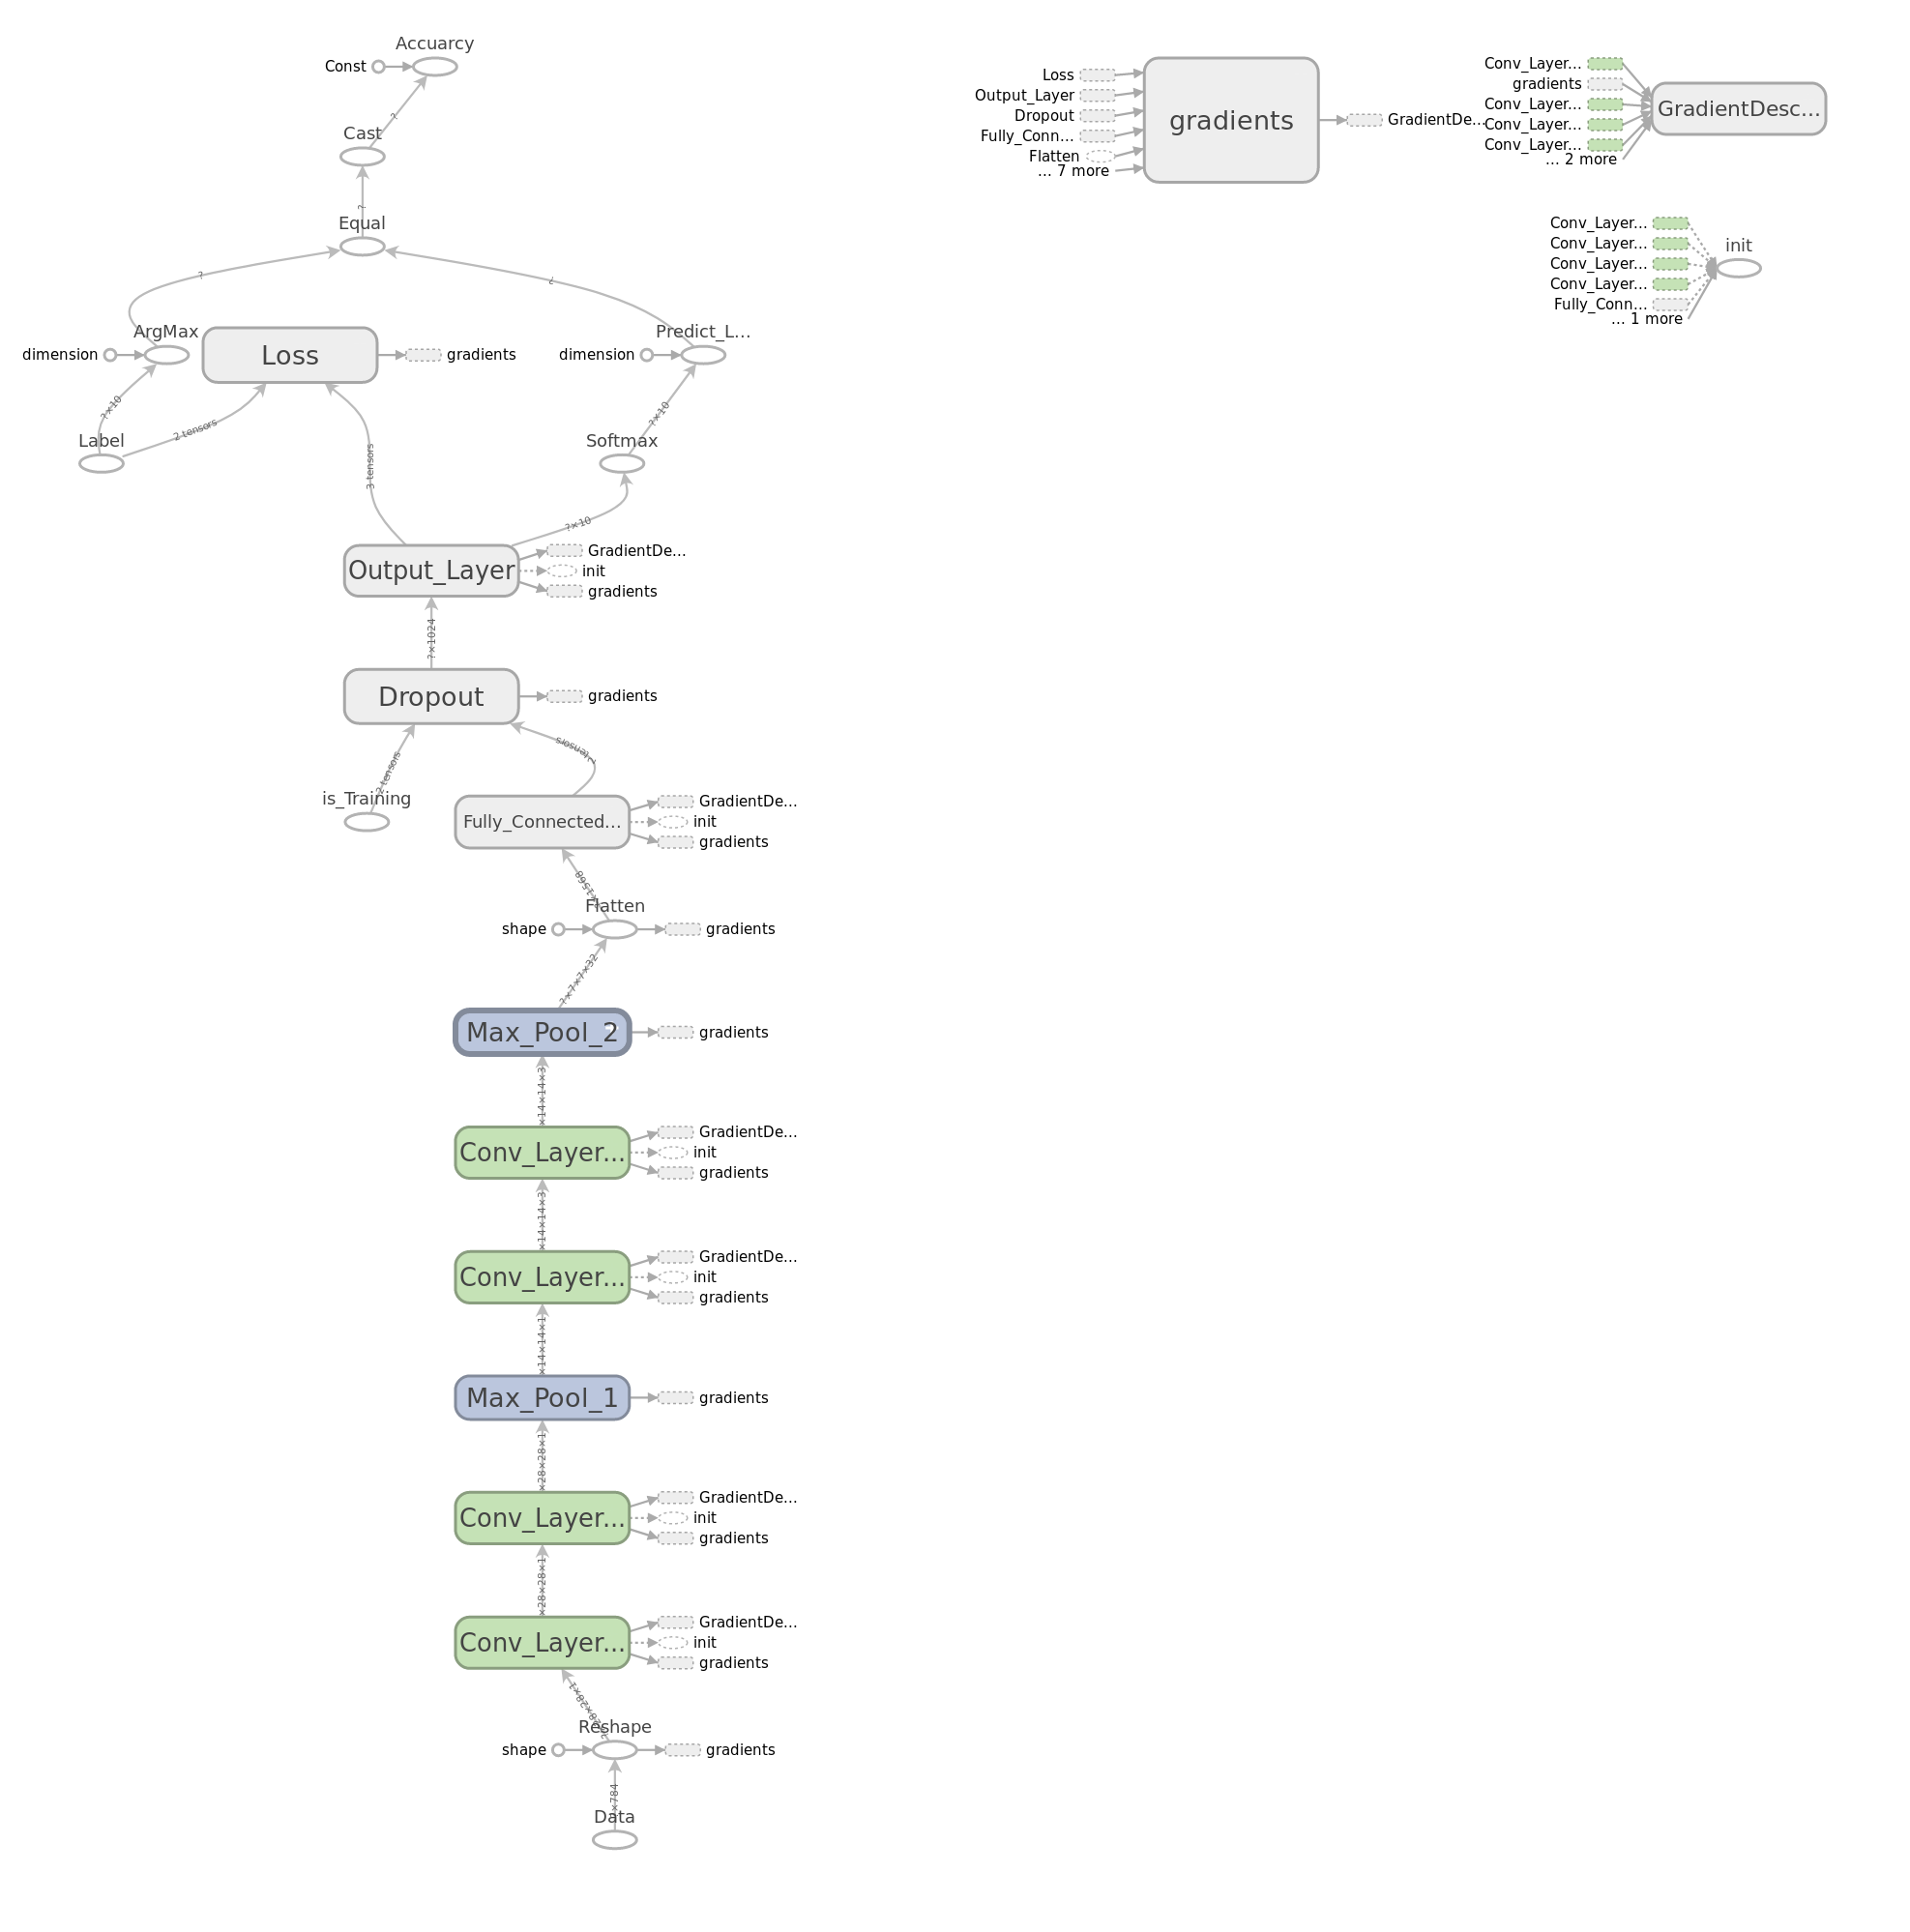 Accuarcy
Const
?
Cast
?
Equal
?
?
ArgMax
dimension
Loss
gradients
Predict_L...
dimension
?×10
2 tensors
Label
3 tensors
?×10
Softmax
?×10
Output_Layer
GradientDe...
init
gradients
?×1024
Dropout
gradients
2 tensors
2 tensors
is_Training
Fully_Connected...
GradientDe...
init
gradients
Flatten
shape
gradients
?×7×7×32
Max_Pool_2
gradients
×14×14×3
Conv_Layer...
GradientDe...
init
gradients
×14×14×3
Conv_Layer...
GradientDe...
init
gradients
×14×14×1
Max_Pool_1
gradients
×28×28×1
Conv_Layer...
GradientDe...
init
gradients
×28×28×1
Conv_Layer...
GradientDe...
init
gradients
Reshape
shape
gradients
×784
Data
Loss
Output_Layer
Dropout
Fully_Conn...
Flatten
... 7 more
gradients
GradientDe...
Conv_Layer...
gradients
Conv_Layer...
Conv_Layer...
Conv_Layer...
... 2 more
GradientDesc...
Conv_Layer...
Conv_Layer...
Conv_Layer...
Conv_Layer...
Fully_Conn...
... 1 more
init